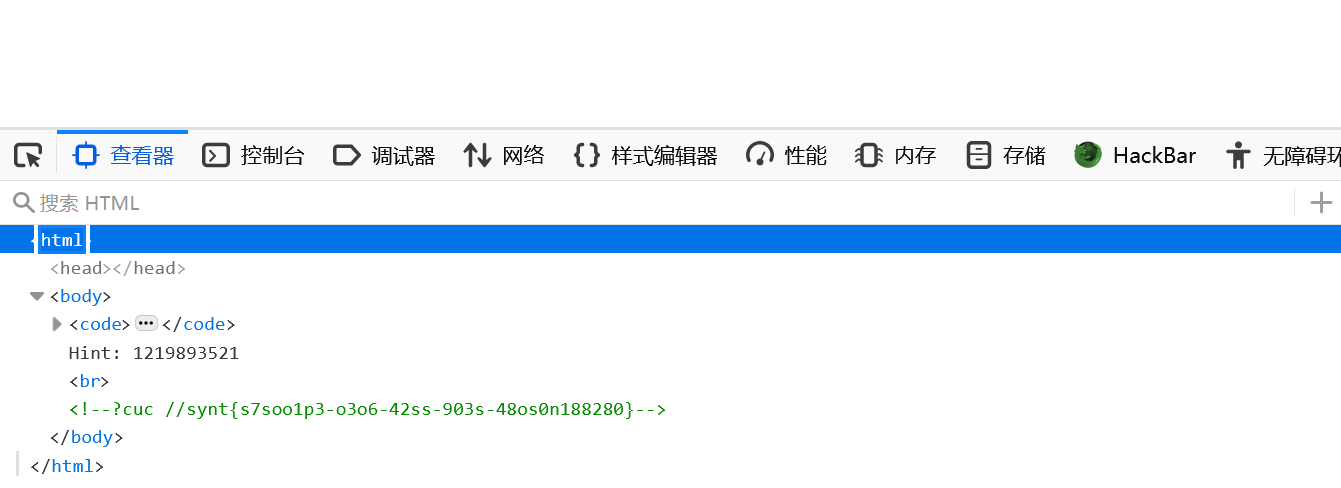 查看器 控制台 调试器 网络 样式编辑器 性能 内存 存储 HackBar 无障碍环
搜索 HTML
<html>
<head></head>
<body>
<code>•••</code>
Hint: 1219893521
<br>
<!--?cuc //synt{s7soo1p3-o3o6-42ss-903s-48os0n188280}-->
</body>
</html>